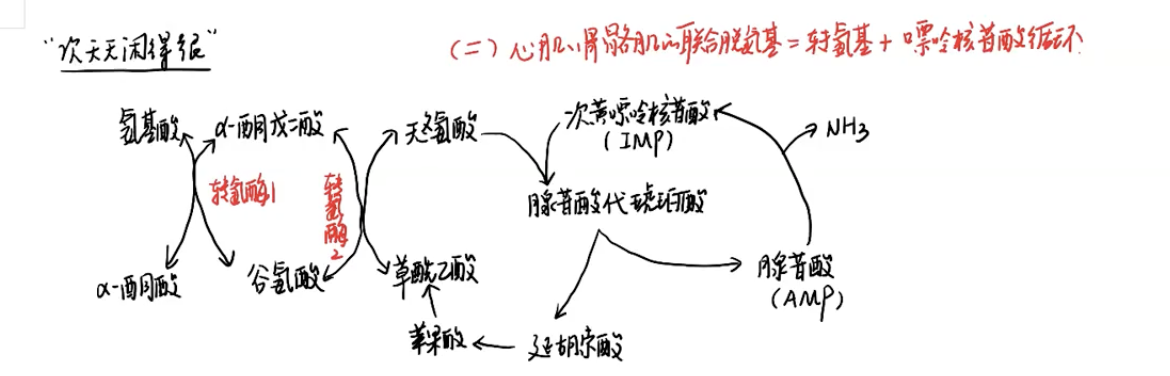 "次天天闹得很"
(二)心肌、骨骼肌的联合脱氨基=转氨基+嘌呤核苷酸循环
氨基酸
α-酮戊二酸
天冬氨酸
次黄嘌呤核苷酸
(IMP)
NH3
转氨酶1
转氨酶2
腺苷酸代琥珀酸
α-酮酸
谷氨酸
草酰乙酸
腺苷酸
(AMP)
苹果酸
延胡索酸